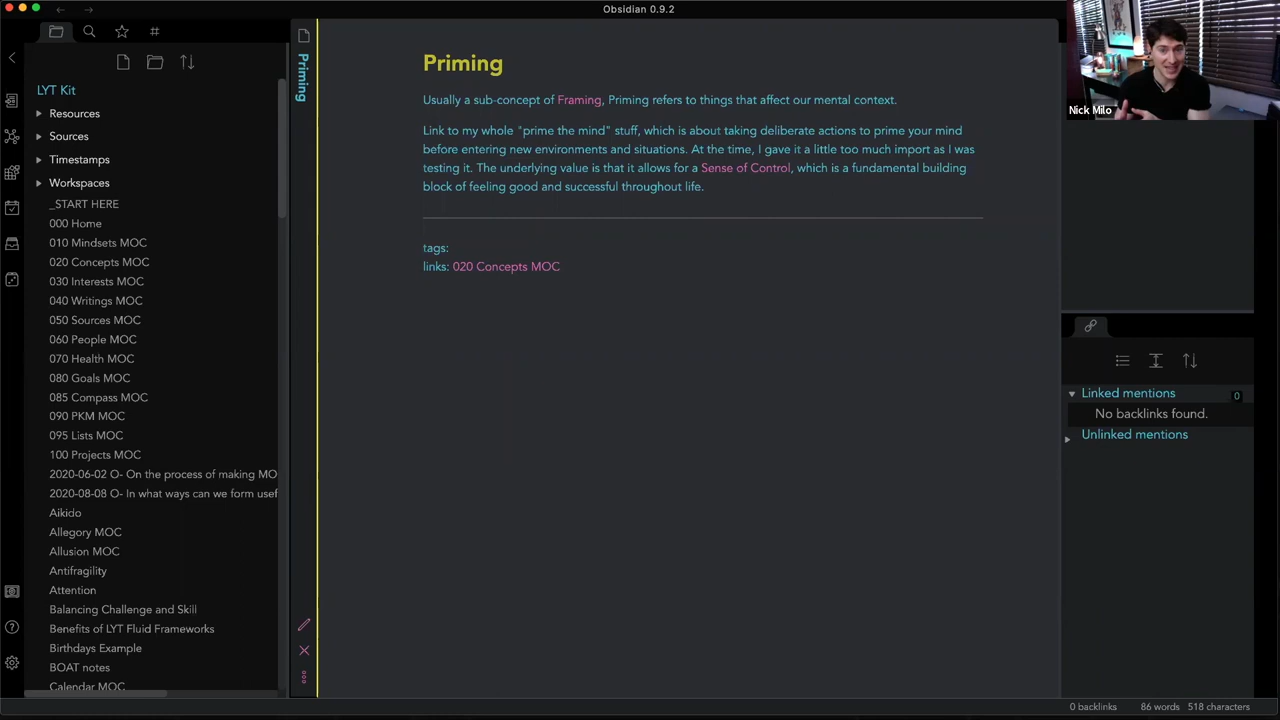 Obsidian 0.9.2
LYT Kit
Resources
Sources
Timestamps
Workspaces
_START HERE
000 Home
010 Mindsets MOC
020 Concepts MOC
030 Interests MOC
040 Writings MOC
050 Sources MOC
060 People MOC
070 Health MOC
080 Goals MOC
085 Compass MOC
090 PKM MOC
095 Lists MOC
100 Projects MOC
2020-06-02 O- On the process of making MO
2020-08-08 O- In what ways can we form usef
Aikido
Allegory MOC
Allusion MOC
Antifragility
Attention
Balancing Challenge and Skill
Benefits of LYT Fluid Frameworks
Birthdays Example
BOAT notes
Calendar MOC
Priming
Priming
Usually a sub-concept of Framing, Priming refers to things that affect our mental context.
Link to my whole "prime the mind" stuff, which is about taking deliberate actions to prime your mind
before entering new environments and situations. At the time, I gave it a little too much import as I was
testing it. The underlying value is that it allows for a Sense of Control, which is a fundamental building
block of feeling good and successful throughout life.
tags:
links: 020 Concepts MOC
Nick Milo
Linked mentions
0
No backlinks found.
Unlinked mentions
0 backlinks
86 words
518 characters